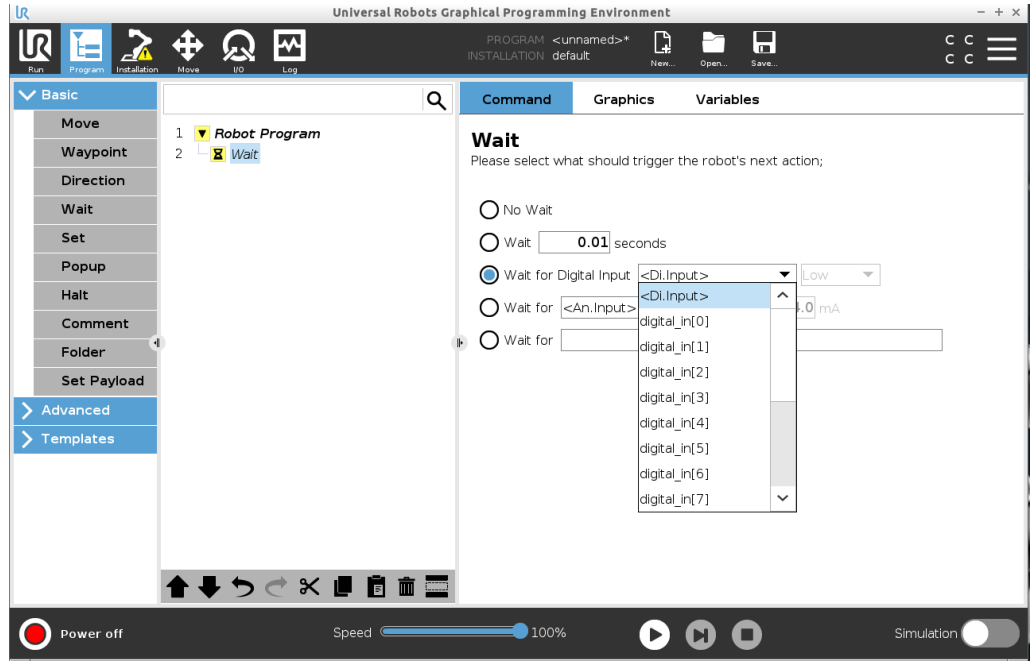 UR
Universal Robots Graphical Programming Environment
UR
PROGRAM <unnamed>*
INSTALLATION default
Run
Program
Installation
Move
I/O
Log
New...
Open...
Save...
C C
C C
Basic
Move
Waypoint
Direction
Wait
Set
Popup
Halt
Comment
Folder
Set Payload
Advanced
Templates
1 Robot Program
2 Wait
Command
Graphics
Variables
Wait
Please select what should trigger the robot's next action;
No Wait
Wait 0.01 seconds
Wait for Digital Input <Di.Input> Low
Wait for <An.Input> .0 mA
Wait for
<Di.Input>
digital_in[0]
digital_in[1]
digital_in[2]
digital_in[3]
digital_in[4]
digital_in[5]
digital_in[6]
digital_in[7]
Power off
Speed 100%
Simulation